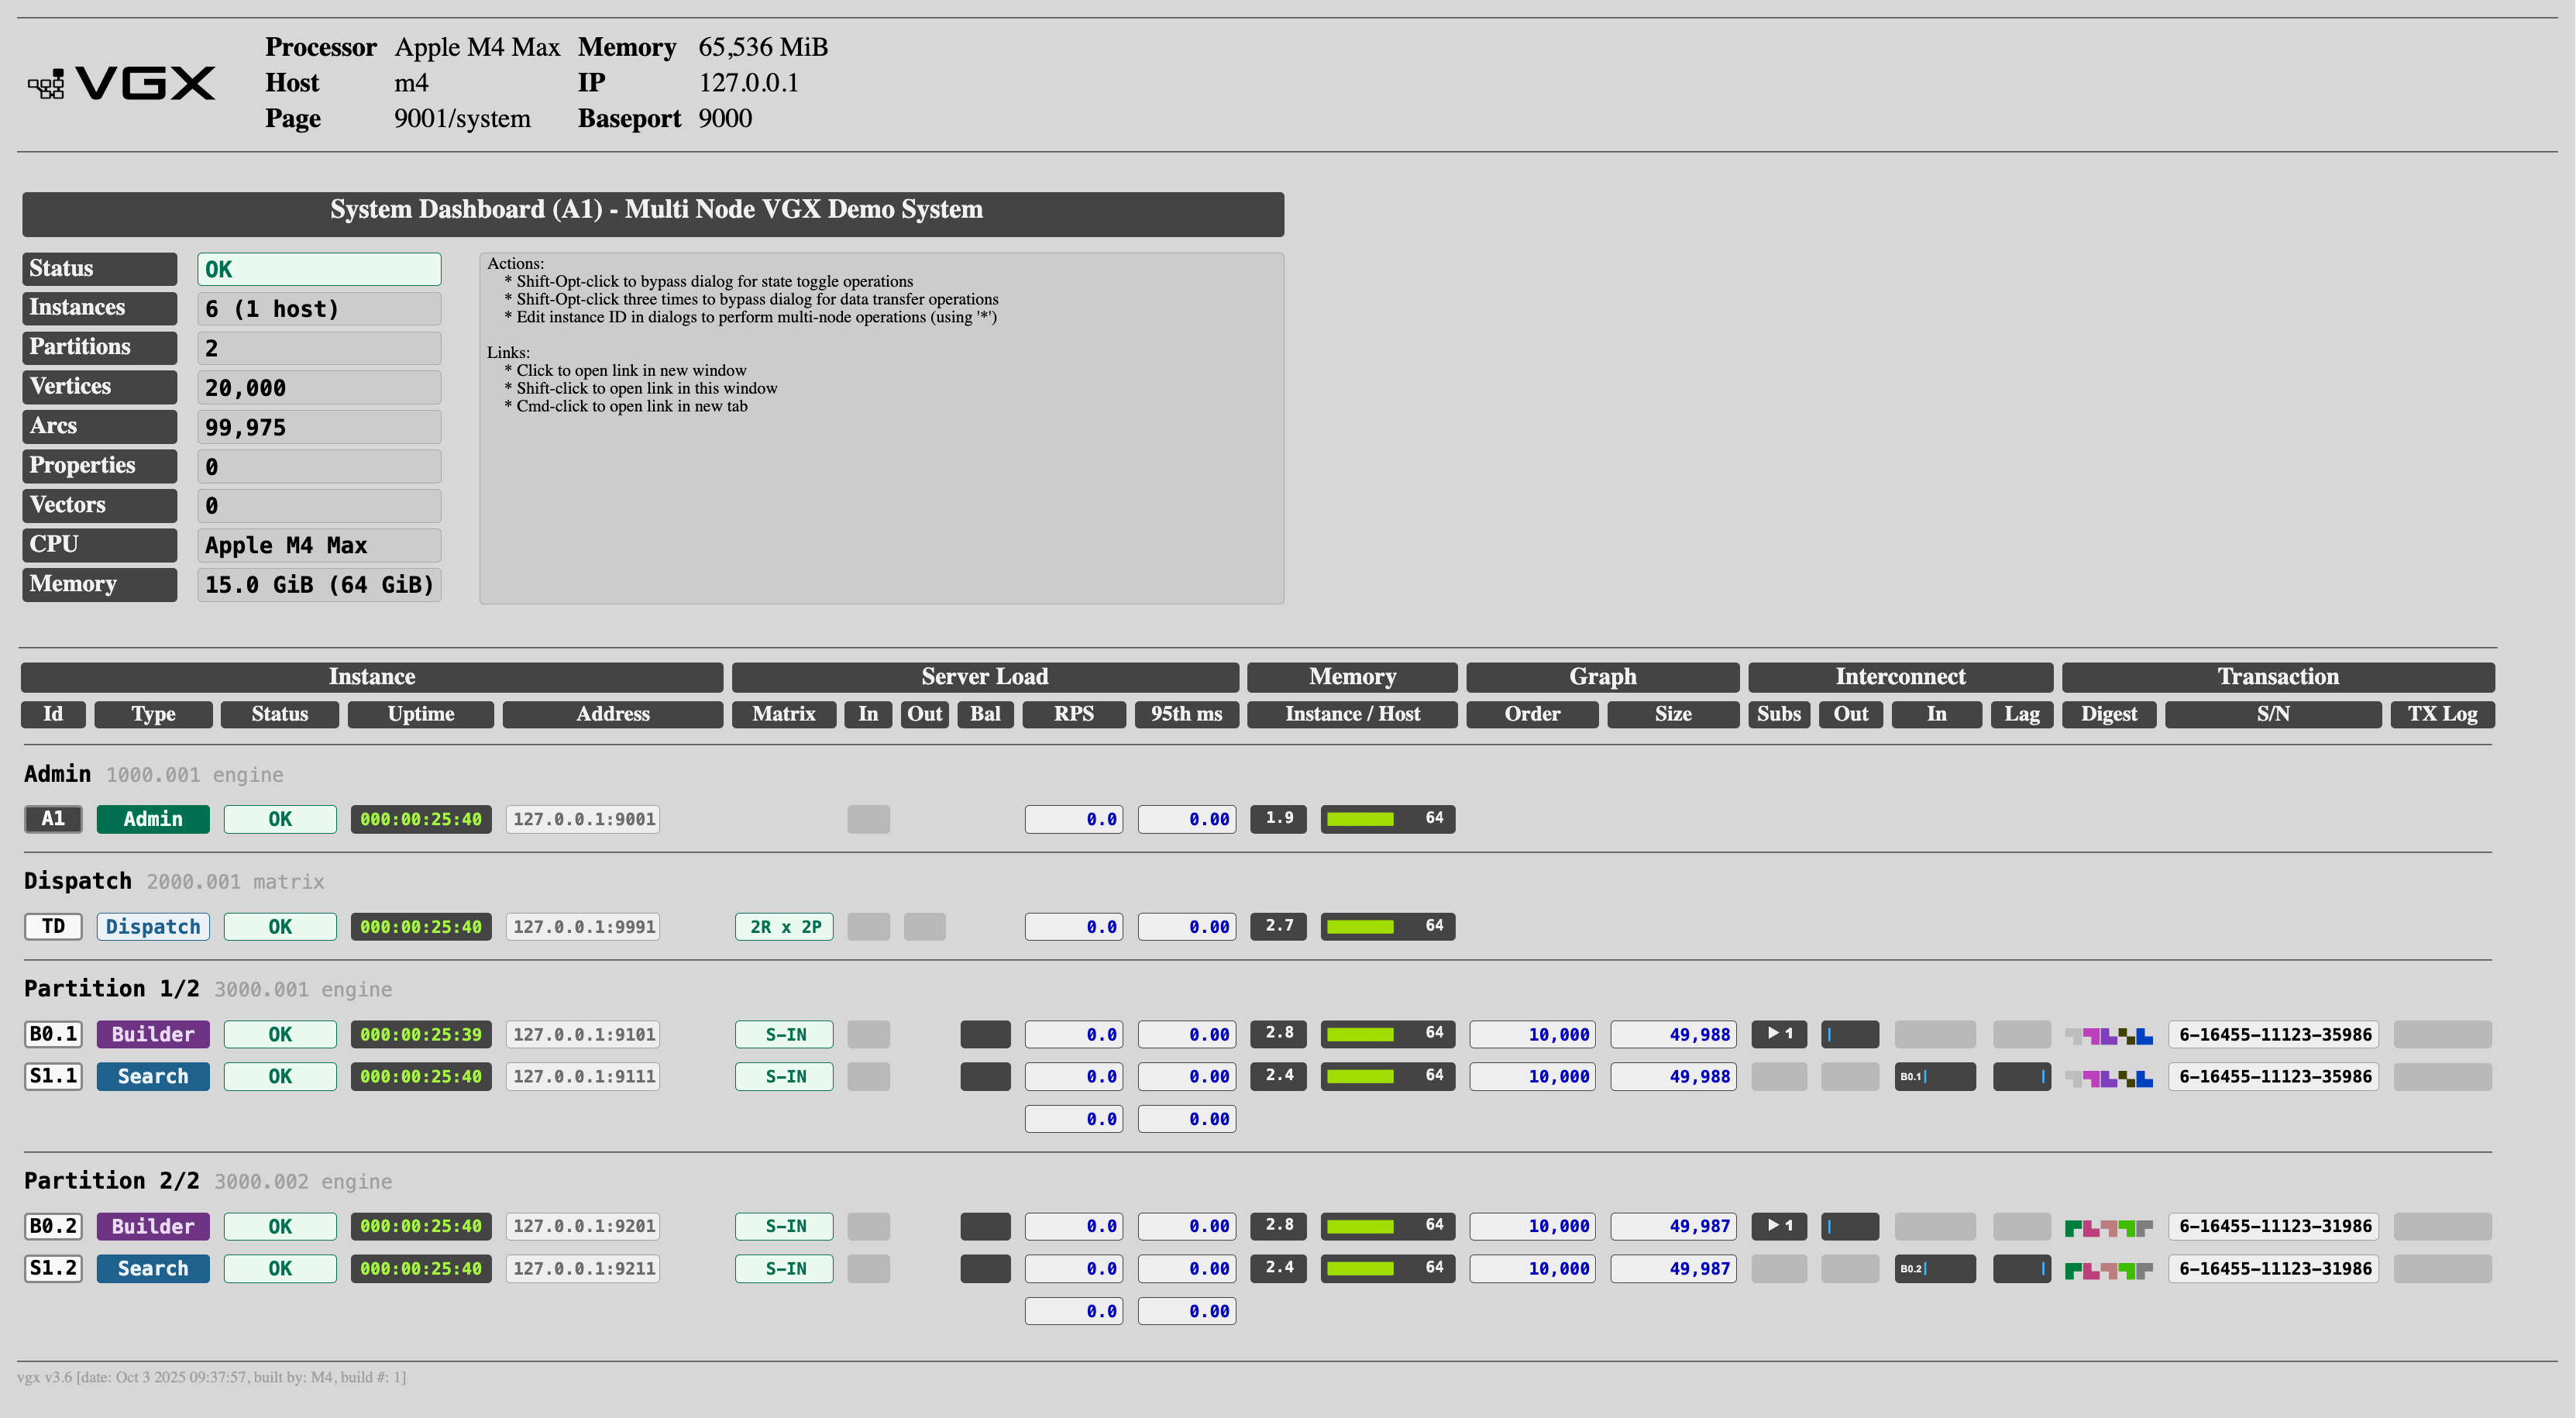 VGX
Processor Apple M4 Max Memory 65,536 MiB
Host m4 IP 127.0.0.1
Page 9001/system Baseport 9000
System Dashboard (A1) - Multi Node VGX Demo System
Status OK
Instances 6 (1 host)
Partitions 2
Vertices 20,000
Arcs 99,975
Properties 0
Vectors 0
CPU Apple M4 Max
Memory 15.0 GiB (64 GiB)
Actions:
* Shift-Opt-click to bypass dialog for state toggle operations
* Shift-Opt-click three times to bypass dialog for data transfer operations
* Edit instance ID in dialogs to perform multi-node operations (using '*')
Links:
* Click to open link in new window
* Shift-click to open link in this window
* Cmd-click to open link in new tab
Instance Server Load Memory Graph Interconnect Transaction
Id Type Status Uptime Address Matrix In Out Bal RPS 95th ms Instance / Host Order Size Subs Out In Lag Digest S/N TX Log
Admin 1000.001 engine
A1 Admin OK 000:00:25:40 127.0.0.1:9001 0.0 0.00 1.9 64
Dispatch 2000.001 matrix
TD Dispatch OK 000:00:25:40 127.0.0.1:9991 2R x 2P 0.0 0.00 2.7 64
Partition 1/2 3000.001 engine
B0.1 Builder OK 000:00:25:39 127.0.0.1:9101 S-IN 0.0 0.00 2.8 64 10,000 49,988 ▶ 1 6-16455-11123-35986
S1.1 Search OK 000:00:25:40 127.0.0.1:9111 S-IN 0.0 0.00 2.4 64 10,000 49,988 B0.1 6-16455-11123-35986
0.0 0.00
Partition 2/2 3000.002 engine
B0.2 Builder OK 000:00:25:40 127.0.0.1:9201 S-IN 0.0 0.00 2.8 64 10,000 49,987 ▶ 1 6-16455-11123-31986
S1.2 Search OK 000:00:25:40 127.0.0.1:9211 S-IN 0.0 0.00 2.4 64 10,000 49,987 B0.2 6-16455-11123-31986
0.0 0.00
vgx v3.6 [date: Oct 3 2025 09:37:57, built by: M4, build #: 1]